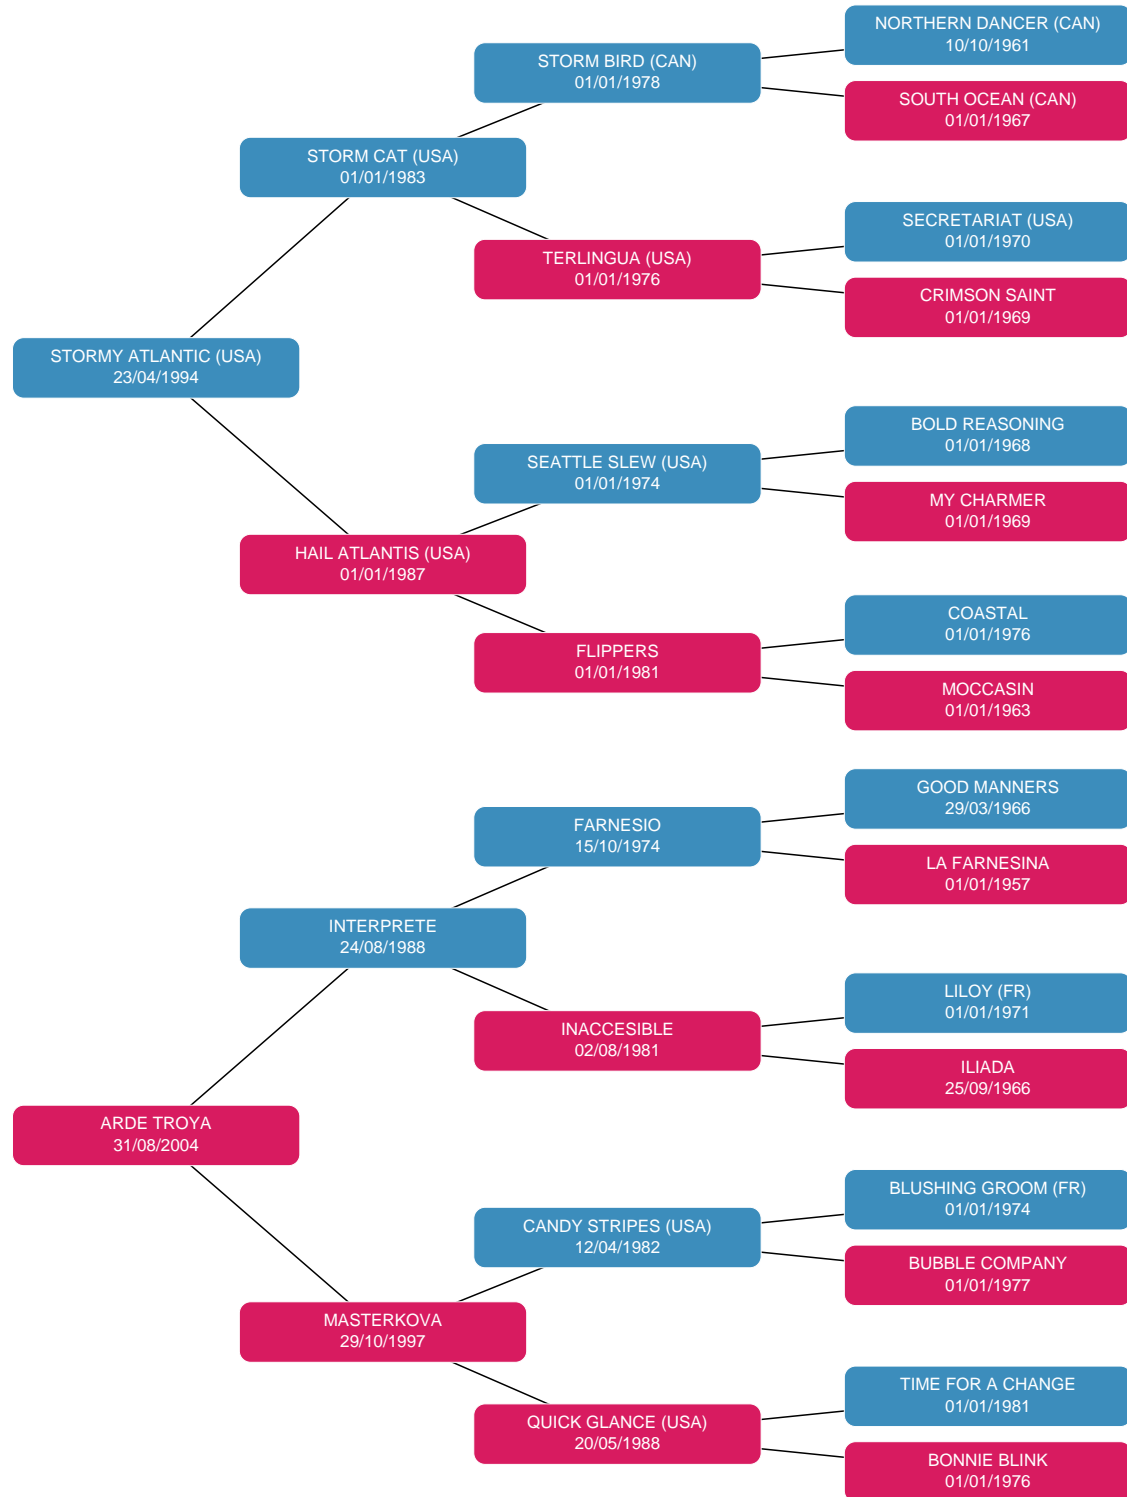 NORTHERN DANCER (CAN)
10/10/1961
STORM BIRD (CAN)
01/01/1978
SOUTH OCEAN (CAN)
01/01/1967
STORM CAT (USA)
01/01/1983
SECRETARIAT (USA)
01/01/1970
TERLINGUA (USA)
01/01/1976
CRIMSON SAINT
01/01/1969
STORMY ATLANTIC (USA)
23/04/1994
BOLD REASONING
01/01/1968
SEATTLE SLEW (USA)
01/01/1974
MY CHARMER
01/01/1969
HAIL ATLANTIS (USA)
01/01/1987
COASTAL
01/01/1976
FLIPPERS
01/01/1981
MOCCASIN
01/01/1963
GOOD MANNERS
29/03/1966
FARNESIO
15/10/1974
LA FARNESINA
01/01/1957
INTERPRETE
24/08/1988
LILOY (FR)
01/01/1971
INACCESIBLE
02/08/1981
ILIADA
25/09/1966
ARDE TROYA
31/08/2004
BLUSHING GROOM (FR)
01/01/1974
CANDY STRIPES (USA)
12/04/1982
BUBBLE COMPANY
01/01/1977
MASTERKOVA
29/10/1997
TIME FOR A CHANGE
01/01/1981
QUICK GLANCE (USA)
20/05/1988
BONNIE BLINK
01/01/1976